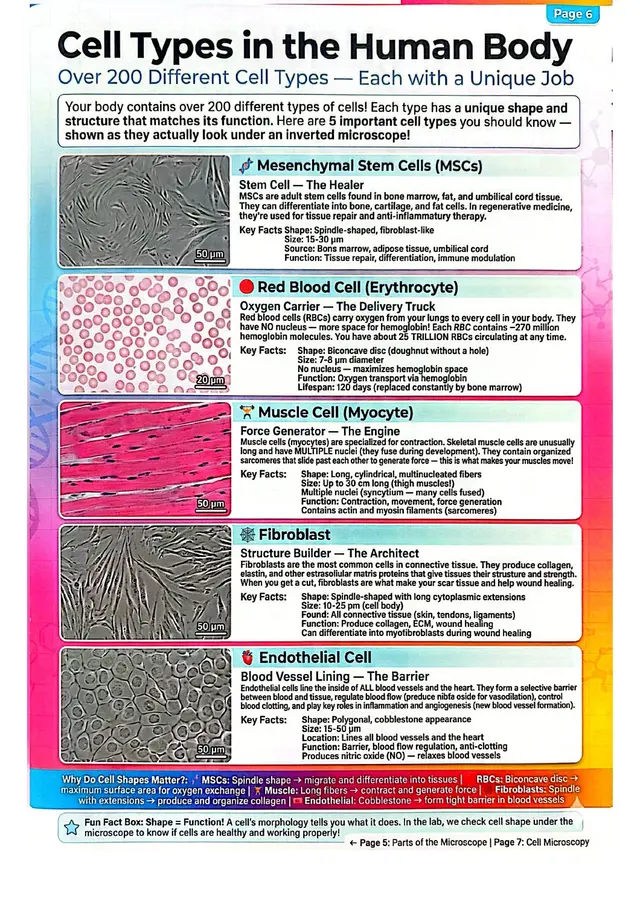 Page 6
Cell Types in the Human Body
Over 200 Different Cell Types — Each with a Unique Job
Your body contains over 200 different types of cells! Each type has a unique shape and
structure that matches its function. Here are 5 important cell types you should know —
shown as they actually look under an inverted microscope!
Mesenchymal Stem Cells (MSCs)
Stem Cell — The Healer
MSCs are adult stem cells found in bone marrow, fat, and umbilical cord tissue.
They can differentiate into bone, cartilage, and fat cells. In regenerative medicine,
they're used for tissue repair and anti-inflammatory therapy.
Key Facts Shape: Spindle-shaped, fibroblast-like
Size: 15-30 µm
Source: Bons marrow, adipose tissue, umbilical cord
Function: Tissue repair, differentiation, immune modulation
50 µm
Red Blood Cell (Erythrocyte)
Oxygen Carrier — The Delivery Truck
Red blood cells (RBCs) carry oxygen from your lungs to every cell in your body. They
have NO nucleus — more space for hemoglobin! Each RBC contains ~270 million
hemoglobin molecules. You have about 25 TRILLION RBCs circulating at any time.
Key Facts: Shape: Biconcave disc (doughnut without a hole)
Size: 7-8 µm diameter
No nucleus — maximizes hemoglobin space
Function: Oxygen transport via hemoglobin
Lifespan: 120 days (replaced constantly by bone marrow)
20 µm
Muscle Cell (Myocyte)
Force Generator — The Engine
Muscle cells (myocytes) are specialized for contraction. Skeletal muscle cells are unusually
long and have MULTIPLE nuclei (they fuse during development). They contain organized
sarcomeres that slide past each other to generate force — this is what makes your muscles move!
Key Facts: Shape: Long, cylindrical, multinucleated fibers
Size: Up to 30 cm long (thigh muscles!)
Multiple nuclei (syncytium — many cells fused)
Function: Contraction, movement, force generation
Contains actin and myosin filaments (sarcomeres)
50 µm
Fibroblast
Structure Builder — The Architect
Fibroblasts are the most common cells in connective tissue. They produce collagen,
elastin, and other estrasoliular matris proteins that give tissues their strusture and strength.
When you get a cut, fibroblasts are what make your scar tissue and help wound healing.
Key Facts: Shape: Spindle-shaped with long cytoplasmic extensions
Size: 10-25 pm (cell body)
Found: All connective tissue (skin, tendons, ligaments)
Function: Produce collagen, ECM, wound healing
Can differentiate into myofibroblasts during wound healing
50 µm
Endothelial Cell
Blood Vessel Lining — The Barrier
Endothelial cells line the inside of ALL blood vessels and the heart. They form a selective barrier
between blood and tissue, regulate blood flow (produce nibfa oside for vasodilation), control
blood clotting, and play key roles in inflammation and angiogenesis (new blood vessel formation).
Key Facts: Shape: Polygonal, cobblestone appearance
Size: 15-50 µm
Location: Lines all blood vessels and the heart
Function: Barrier, blood flow regulation, anti-clotting
Produces nitric oxide (NO) — relaxes blood vessels
50 µm
Why Do Cell Shapes Matter?: MSCs: Spindle shape → migrate and differentiate into tissues | RBCs: Biconcave disc →
maximum surface area for oxygen exchange | Muscle: Long fibers → contract and generate force | Fibroblasts: Spindle
with extensions → produce and organize collagen | Endothelial: Cobblestone → form tight barrier in blood vessels
Fun Fact Box: Shape = Function! A cell's morphology tells you what it does. In the lab, we check cell shape under the
microscope to know if cells are healthy and working properly!
← Page 5: Parts of the Microscope | Page 7: Cell Microscopy